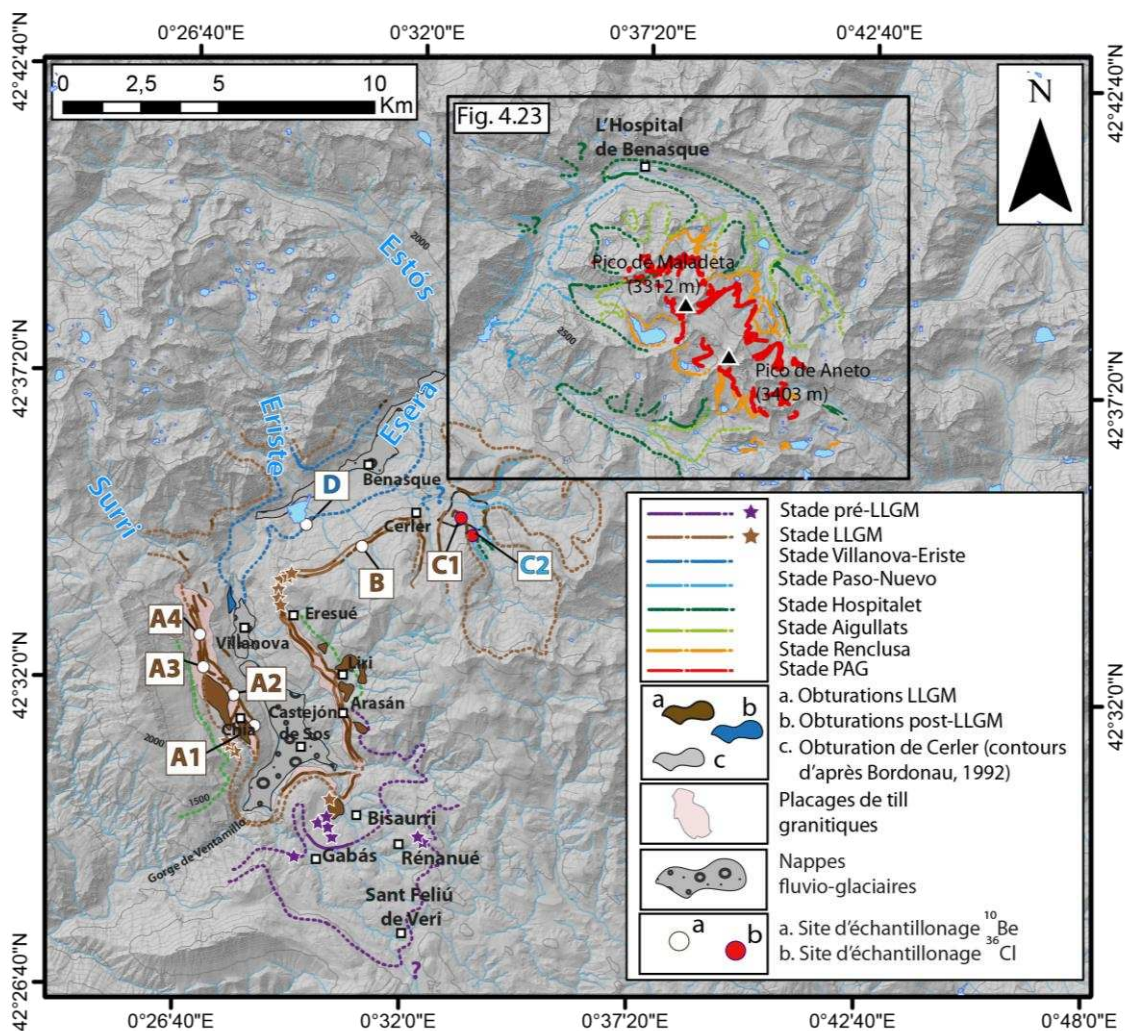 0°26'40"E
0°32'0"E
0°37'20"E
0°42'40"E
42°42'40"N
42°42'40"N
0
2,5
5
10
Km
Fig. 4.23
N
L'Hospital
de Benasque
?
?
Pico de Maladeta
(3312 m)
2500
?
Pico de Aneto
(3403 m)
2000
Estós
42°37'20"N
42°37'20"N
Eriste
Esera
Surri
D
Benasque
?
Cerler
B
C1
C2
A4
A3
A2
A1
Eresué
Villanova
Liri
Arasán
Castejón
de Sos
Chia
2000
1500
42°32'0"N
42°32'0"N
Gorge de Ventamillo
Bisaurri
Gabás
Rénanué
Sant Feliú
de Veri
?
Stade pré-LLGM
Stade LLGM
Stade Villanova-Eriste
Stade Paso-Nuevo
Stade Hospitalet
Stade Aigullats
Stade Renclusa
Stade PAG
a
b
c
a. Obturations LLGM
b. Obturations post-LLGM
c. Obturation de Cerler (contours
d'après Bordonau, 1992)
Placages de till
granitiques
Nappes
fluvio-glaciaires
a
b
a. Site d'échantillonage 10Be
b. Site d'échantillonage 36Cl
42°26'40"N
42°26'40"N
0°26'40"E
0°32'0"E
0°37'20"E
0°42'40"E